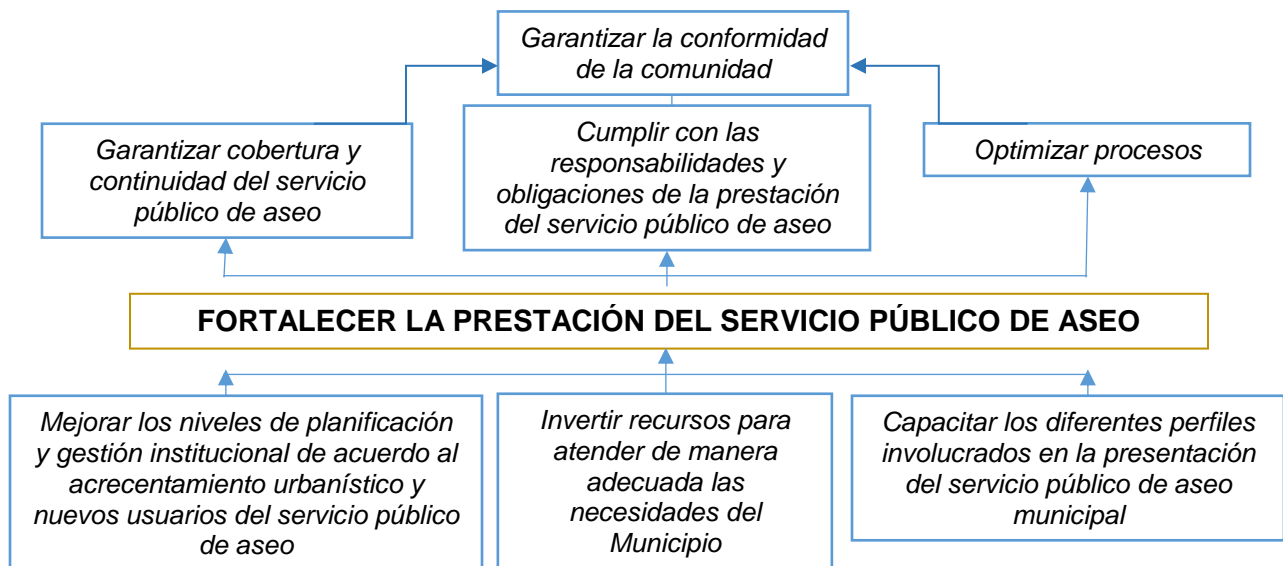 Garantizar la conformidad
de la comunidad
Garantizar cobertura y
continuidad del servicio
público de aseo
Cumplir con las
responsabilidades y
obligaciones de la prestación
del servicio público de aseo
Optimizar procesos
FORTALECER LA PRESTACIÓN DEL SERVICIO PÚBLICO DE ASEO
Mejorar los niveles de planificación
y gestión institucional de acuerdo al
acrecentamiento urbanístico y
nuevos usuarios del servicio público
de aseo
Invertir recursos para
atender de manera
adecuada las
necesidades del
Municipio
Capacitar los diferentes perfiles
involucrados en la presentación
del servicio público de aseo
municipal